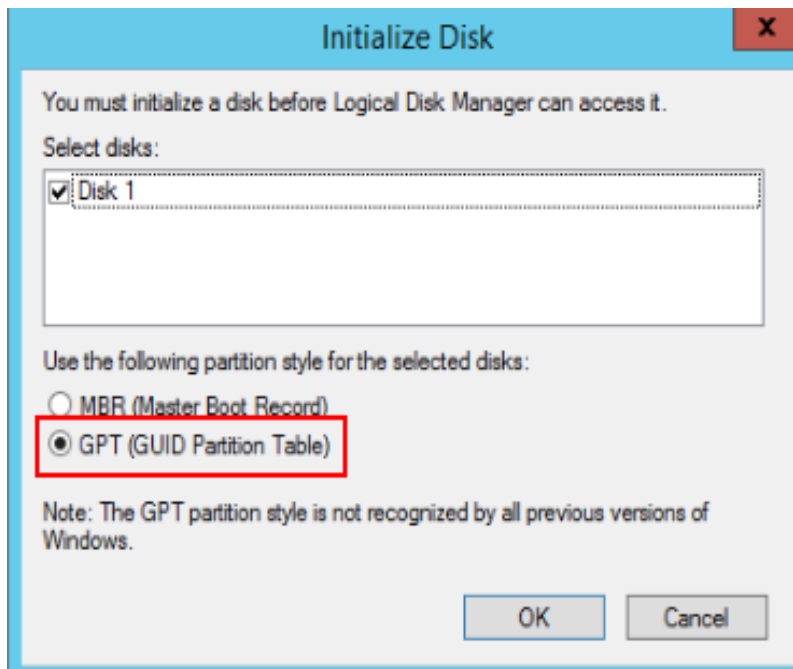 Initialize Disk
x
You must initialize a disk before Logical Disk Manager can access it.
Select disks:
Disk 1
Use the following partition style for the selected disks:
MBR (Master Boot Record)
GPT (GUID Partition Table)
Note: The GPT partition style is not recognized by all previous versions of
Windows.
OK
Cancel